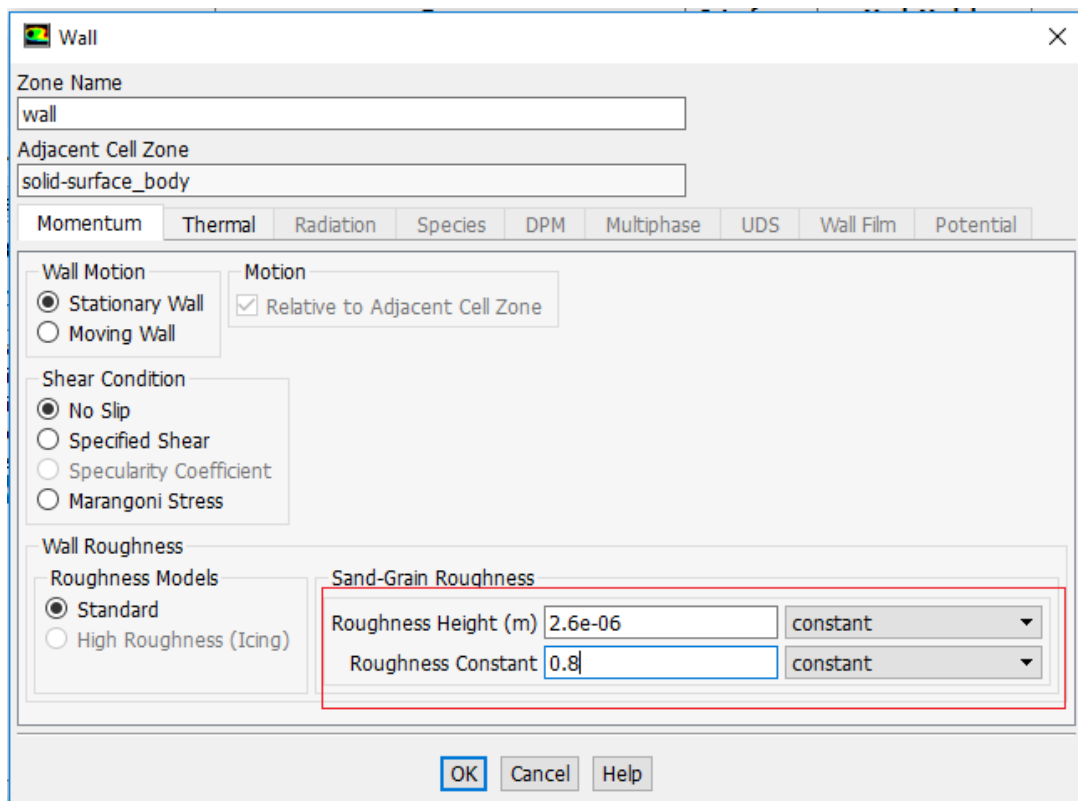 Wall
Zone Name
wall
Adjacent Cell Zone
solid-surface_body
Momentum Thermal Radiation Species DPM Multiphase UDS Wall Film Potential
Wall Motion Motion
Stationary Wall Relative to Adjacent Cell Zone
Moving Wall
Shear Condition
No Slip
Specified Shear
Specularity Coefficient
Marangoni Stress
Wall Roughness
Roughness Models Sand-Grain Roughness
Standard Roughness Height (m) 2.6e-06 constant
High Roughness (Icing) Roughness Constant 0.8 constant
OK Cancel Help